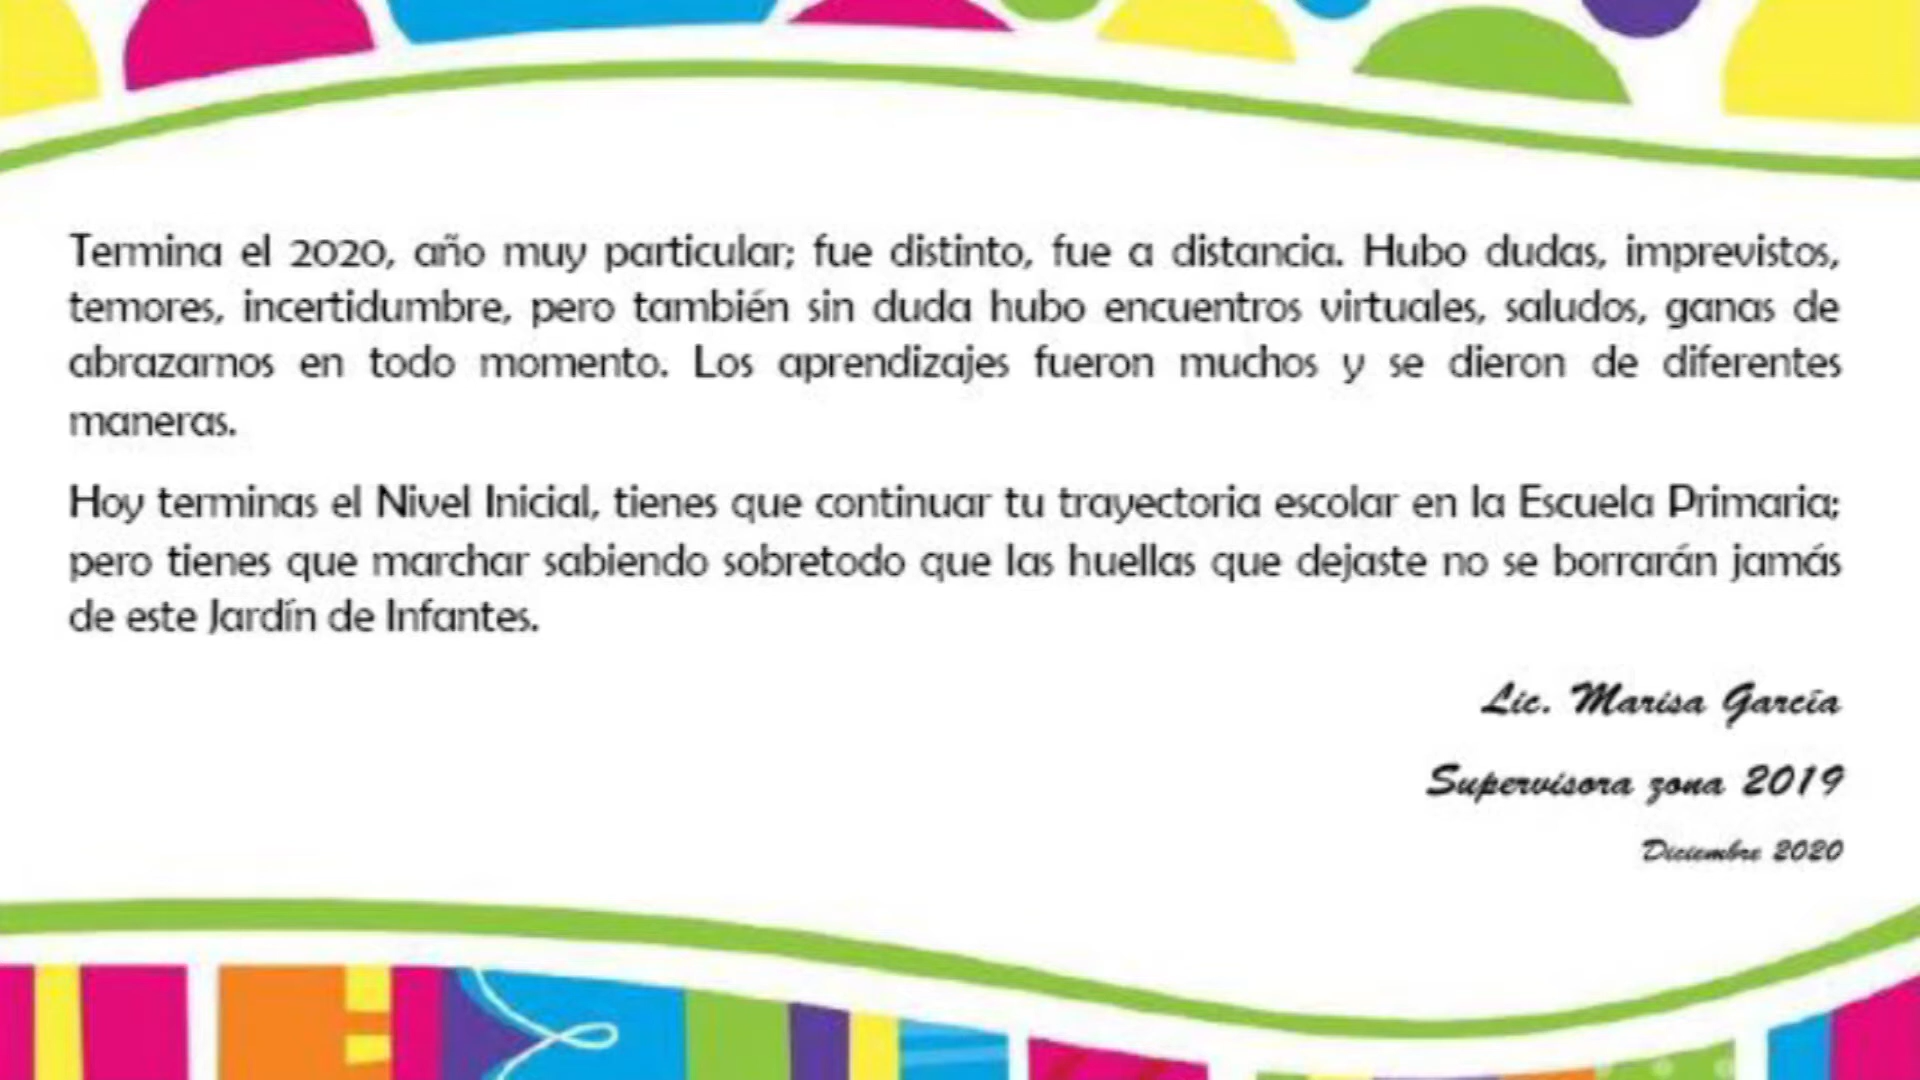 Termina el 2020, año muy particular; fue distinto, fue a distancia. Hubo dudas, imprevistos,
temores, incertidumbre, pero también sin duda hubo encuentros virtuales, saludos, ganas de
abrazarnos en todo momento. Los aprendizajes fueron muchos y se dieron de diferentes
maneras.
Hoy terminas el Nivel Inicial, tienes que continuar tu trayectoria escolar en la Escuela Primaria;
pero tienes que marchar sabiendo sobretodo que las huellas que dejaste no se borrarán jamás
de este Jardín de Infantes.
Lic. Marisa García
Supervisora zona 2019
Diciembre 2020